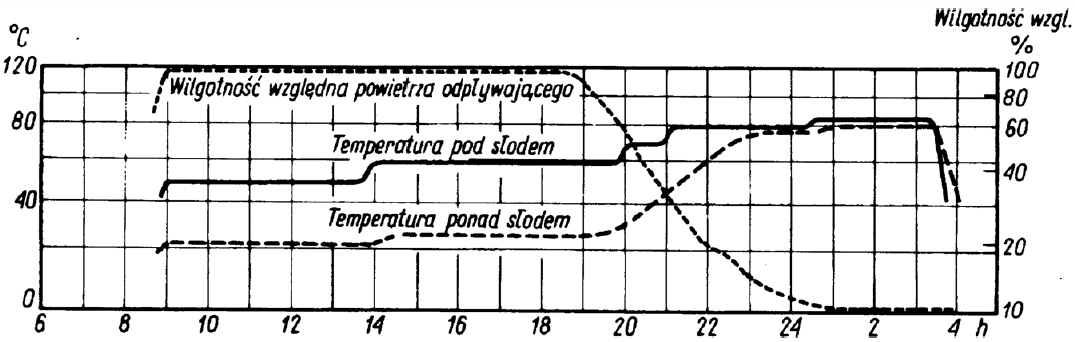 Wilgotność wzgl.
°C
%
120
100
Wilgotność względna powietrza odpływającego
80
80
60
Temperatura pod słodem
40
40
Temperatura ponad słodem
20
0
10
6 8 10 12 14 16 18 20 22 24 2 4 h